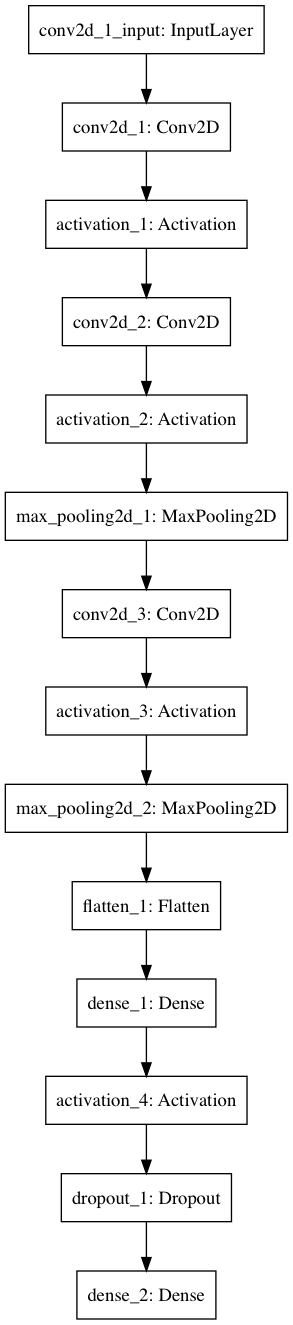 conv2d_1_input: InputLayer
conv2d_1: Conv2D
activation_1: Activation
conv2d_2: Conv2D
activation_2: Activation
max_pooling2d_1: MaxPooling2D
conv2d_3: Conv2D
activation_3: Activation
max_pooling2d_2: MaxPooling2D
flatten_1: Flatten
dense_1: Dense
activation_4: Activation
dropout_1: Dropout
dense_2: Dense